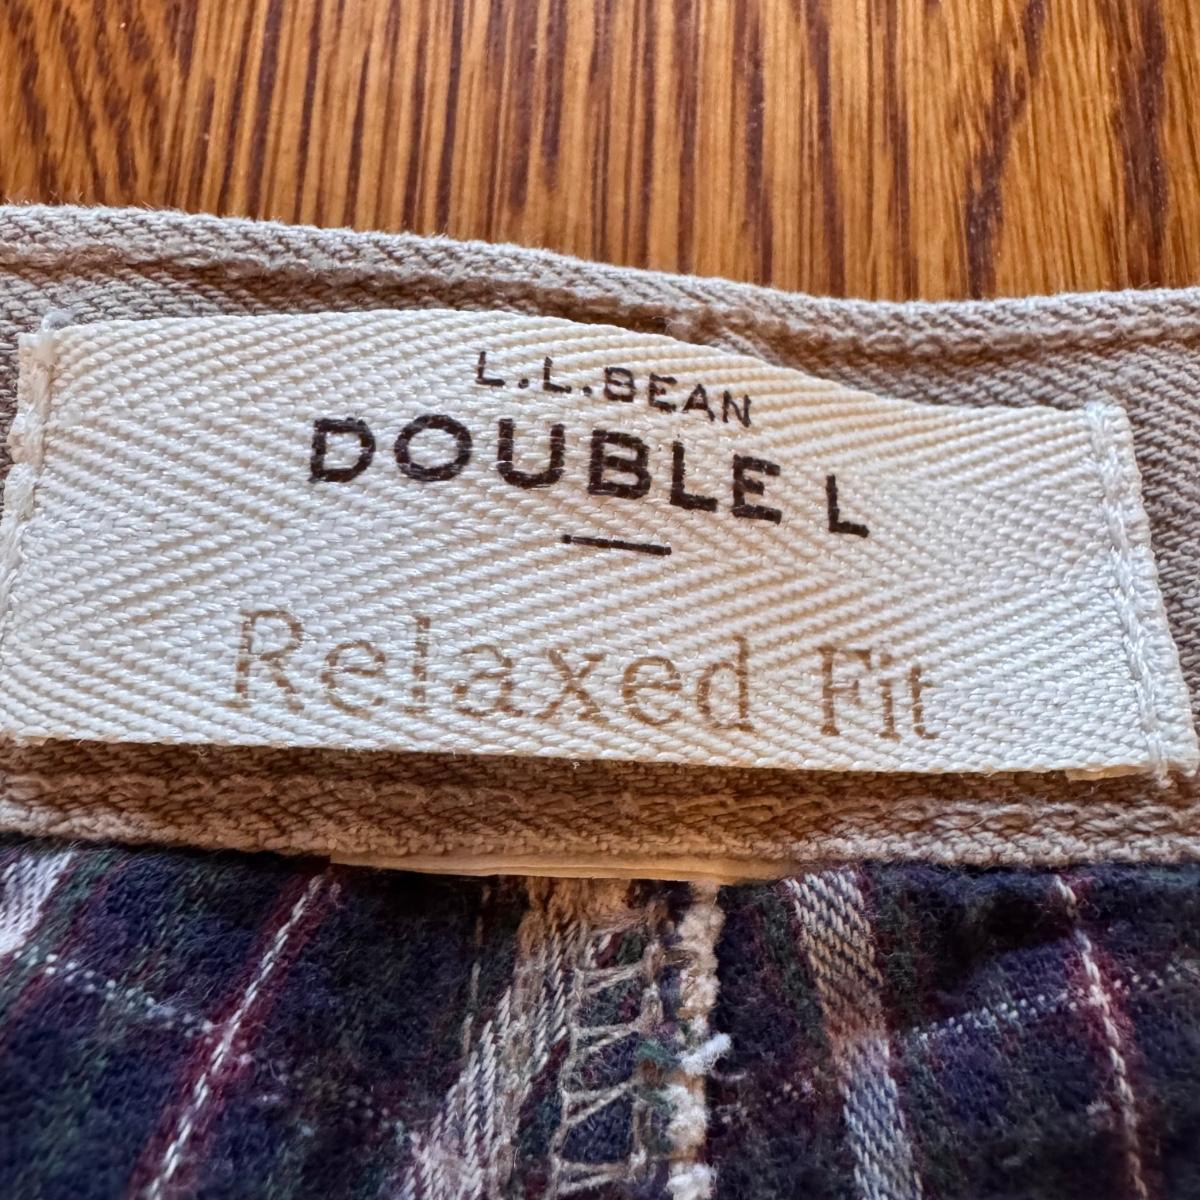 L.L.BEAN
DOUBLE L
Relaxed Fit